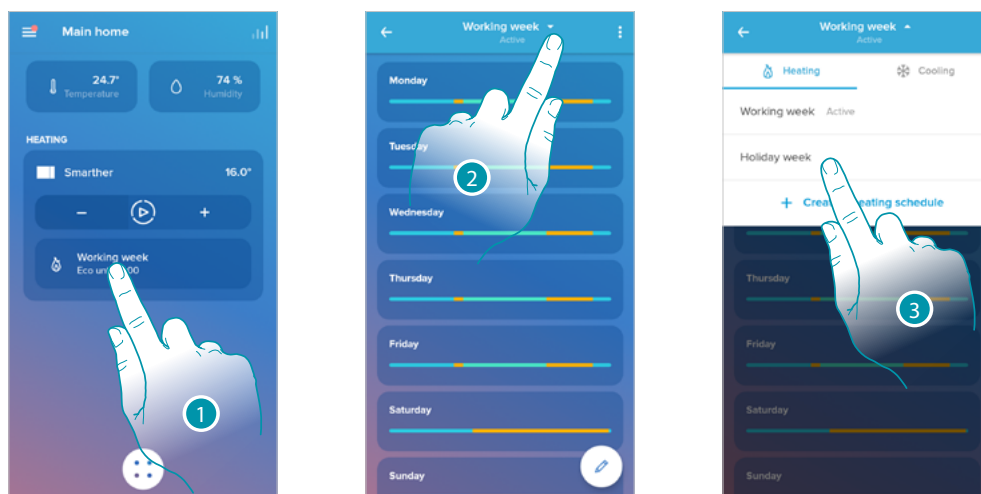 Main home
24.7°
Temperature
74 %
Humidity
HEATING
Smarther 16.0°
− +
Working week
Eco
00
1
Working week
Active
Monday
Tuesday
Wednesday
Thursday
Friday
Saturday
Sunday
2
Working week
Active
Heating Cooling
Working week Active
Holiday week
+ schedule
Thursday
Friday
Saturday
Sunday
3